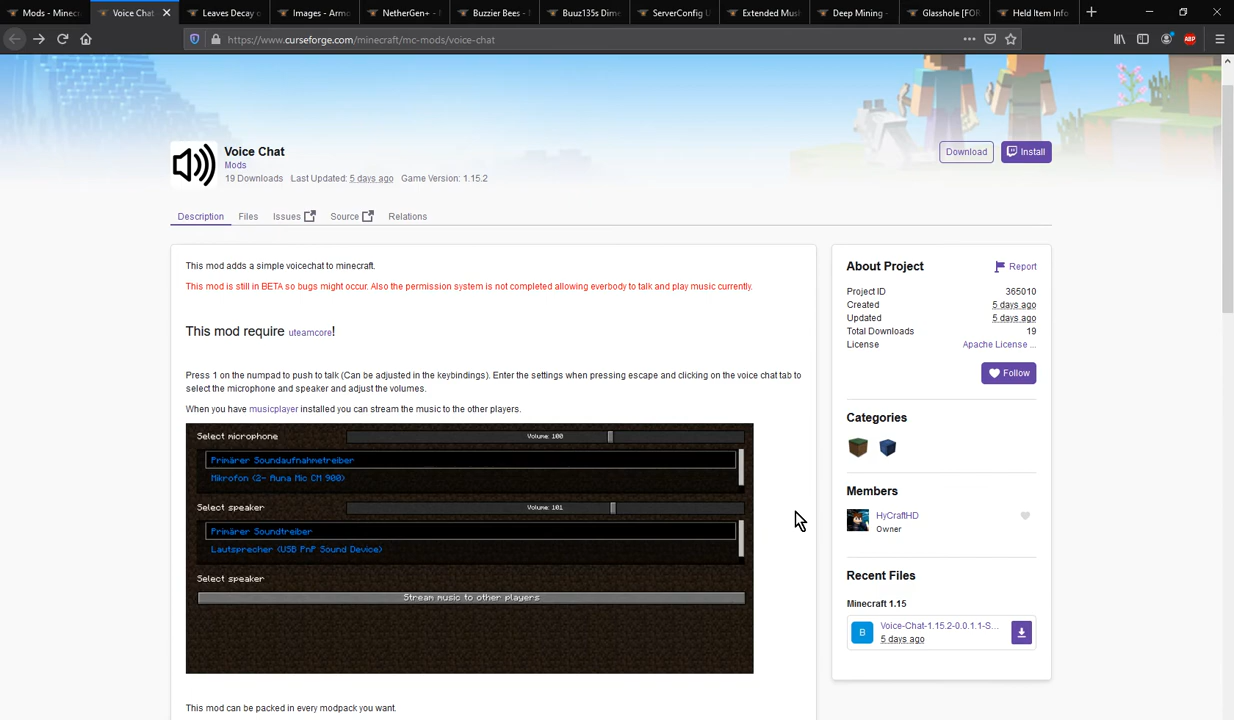 Mods - Minecr
Voice Chat
Leaves Decay o
Images - Armo
NetherGen+ -
Buzzier Bees -
Buuz135s Dime
ServerConfig U
Extended Mush
Deep Mining -
Glasshole [FOR
Held Item Info
https://www.curseforge.com/minecraft/mc-mods/voice-chat
ABP
Voice Chat
Mods
19 Downloads Last Updated: 5 days ago Game Version: 1.15.2
Download
Install
Description Files Issues Source Relations
This mod adds a simple voicechat to minecraft.
This mod is still in BETA so bugs might occur. Also the permission system is not completed allowing everbody to talk and play music currently.
This mod require uteamcore!
Press 1 on the numpad to push to talk (Can be adjusted in the keybindings). Enter the settings when pressing escape and clicking on the voice chat tab to
select the microphone and speaker and adjust the volumes.
When you have musicplayer installed you can stream the music to the other players.
Select microphone
Volume: 100
Primärer Soundaufnahmetreiber
Mikrofon (2- Auna Mic CM 900)
Select speaker
Volume: 101
Primärer Soundtreiber
Lautsprecher (USB PnP Sound Device)
Select speaker
Stream music to other players
This mod can be packed in every modpack you want.
About Project
Report
Project ID 365010
Created 5 days ago
Updated 5 days ago
Total Downloads 19
License Apache License ...
Follow
Categories
Members
HyCraftHD
Owner
Recent Files
Minecraft 1.15
B
Voice-Chat-1.15.2-0.0.1.1-S...
5 days ago